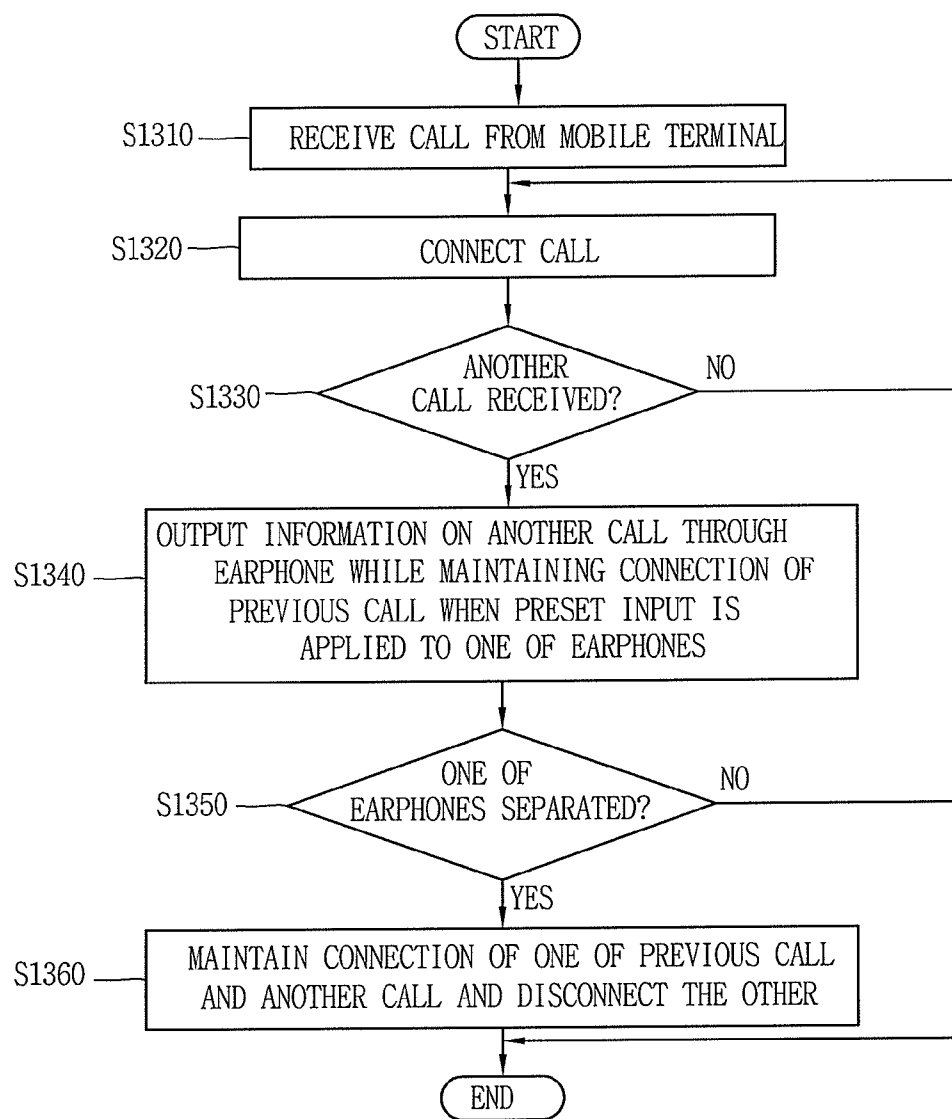 START
S1310
RECEIVE CALL FROM MOBILE TERMINAL
S1320
CONNECT CALL
S1330
ANOTHER
CALL RECEIVED?
NO
YES
S1340
OUTPUT INFORMATION ON ANOTHER CALL THROUGH
EARPHONE WHILE MAINTAINING CONNECTION OF
PREVIOUS CALL WHEN PRESET INPUT IS
APPLIED TO ONE OF EARPHONES
S1350
ONE OF
EARPHONES SEPARATED?
NO
YES
S1360
MAINTAIN CONNECTION OF ONE OF PREVIOUS CALL
AND ANOTHER CALL AND DISCONNECT THE OTHER
END